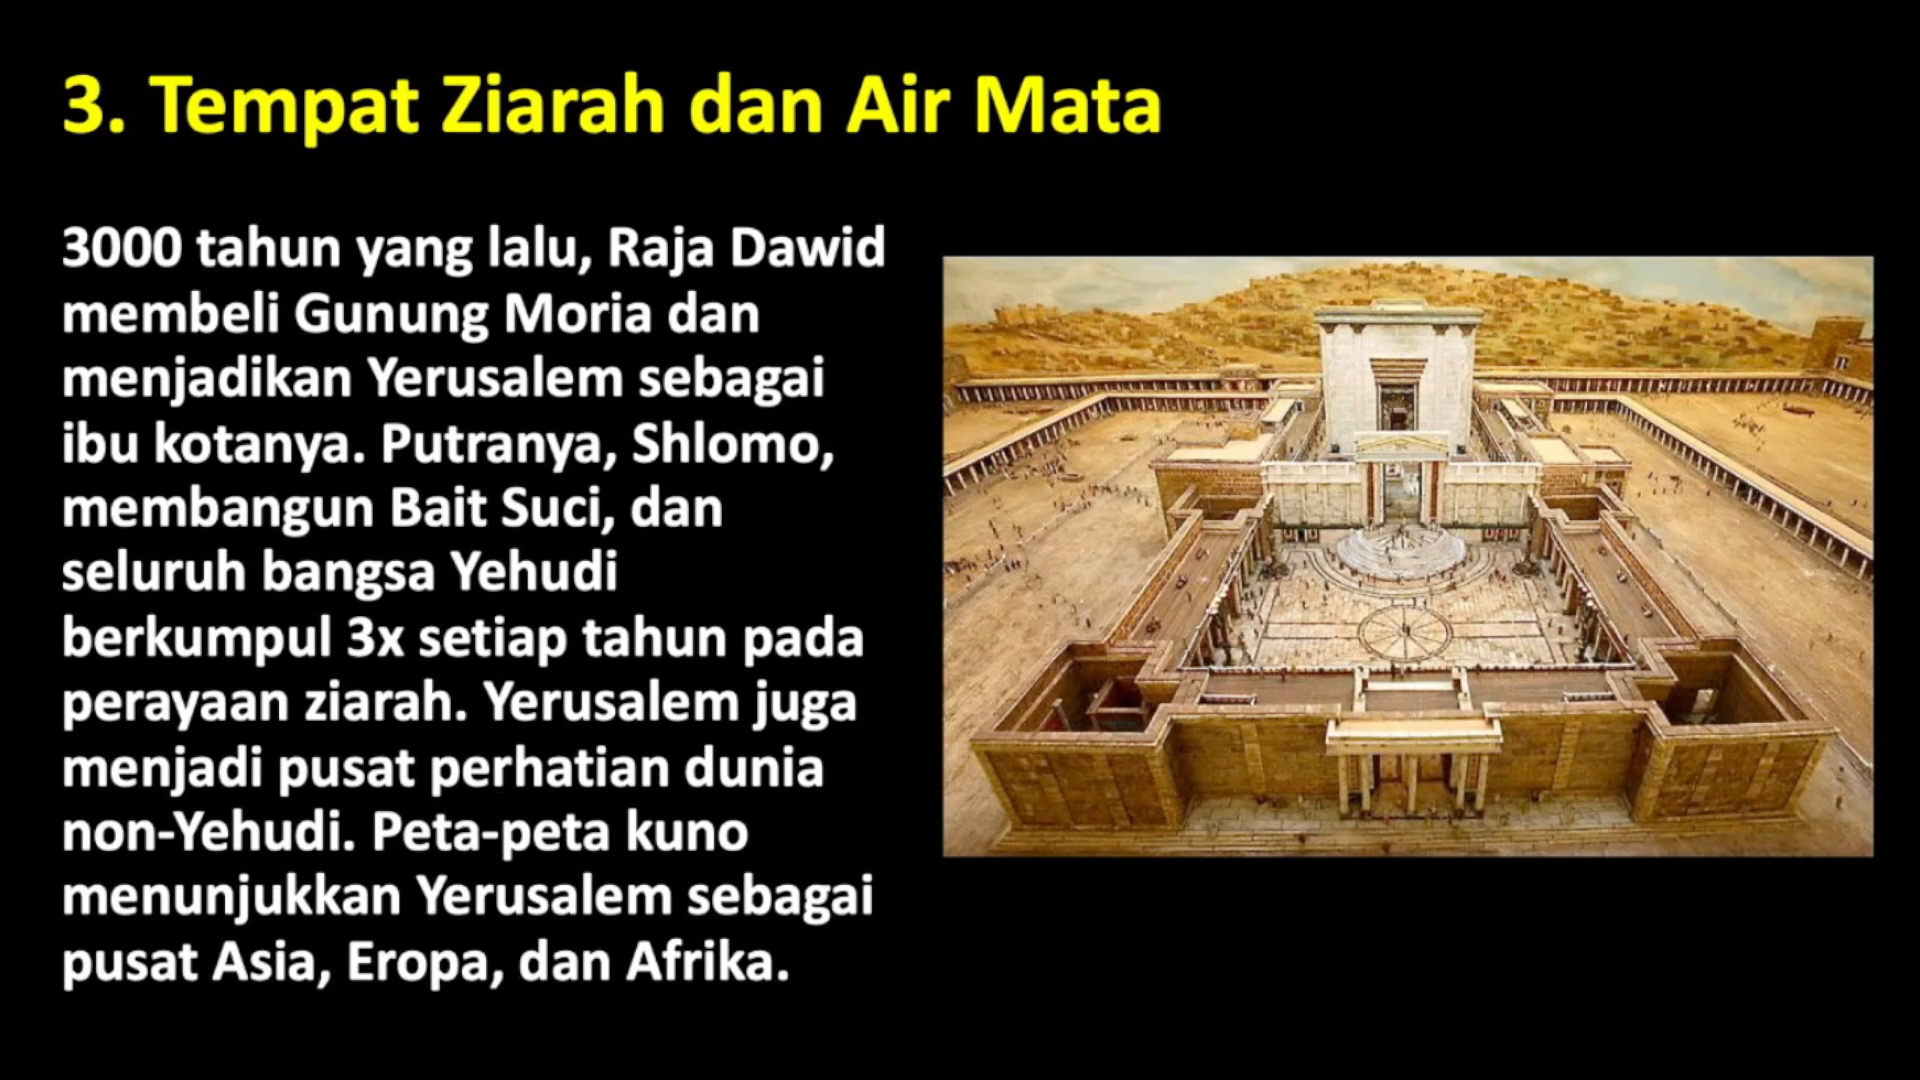 3. Tempat Ziarah dan Air Mata
3000 tahun yang lalu, Raja Dawid
membeli Gunung Moria dan
menjadikan Yerusalem sebagai
ibu kotanya. Putranya, Shlomo,
membangun Bait Suci, dan
seluruh bangsa Yehudi
berkumpul 3x setiap tahun pada
perayaan ziarah. Yerusalem juga
menjadi pusat perhatian dunia
non-Yehudi. Peta-peta kuno
menunjukkan Yerusalem sebagai
pusat Asia, Eropa, dan Afrika.